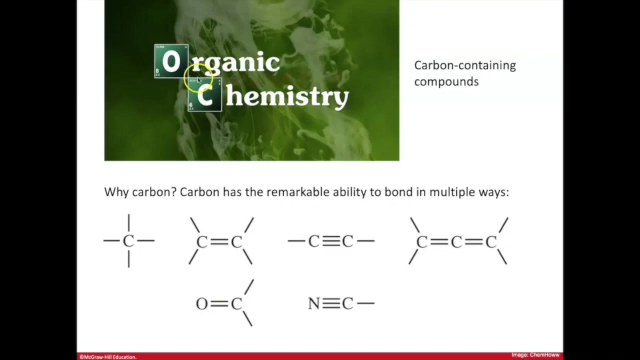 Organic
Chemistry
Carbon-containing
compounds
Why carbon? Carbon has the remarkable ability to bond in multiple ways:
C
C=C
C≡C
C=C=C
O=C
N≡C
©McGraw-Hill Education.
Image: ChemHoww